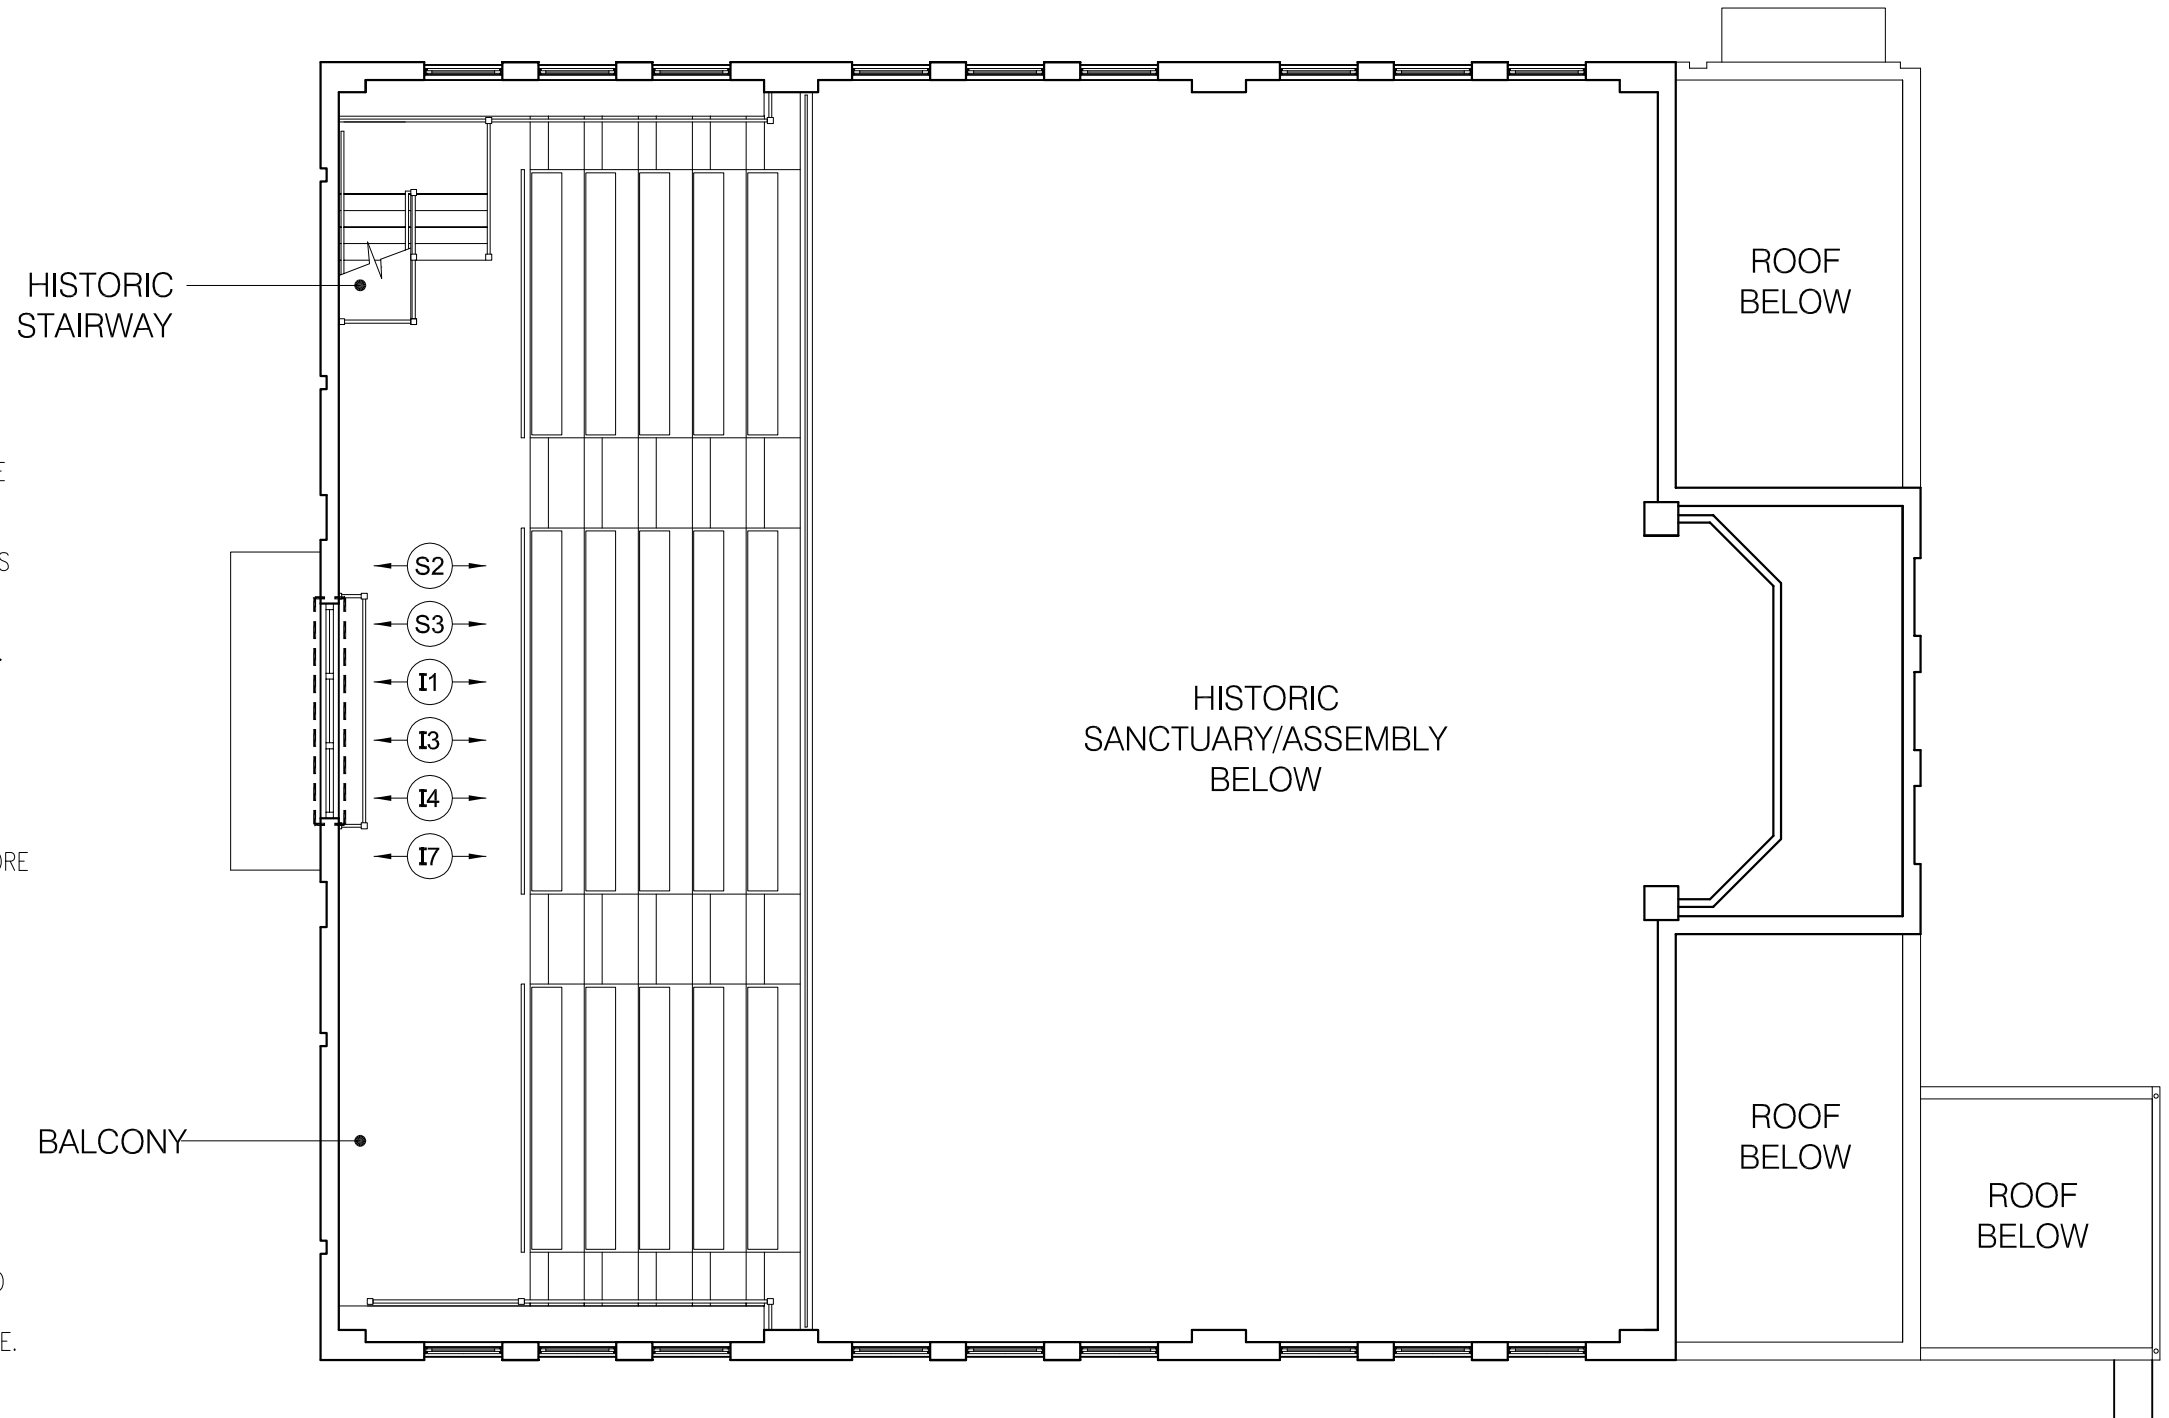 HISTORIC
STAIRWAY
ROOF
BELOW
S2
S3
I1
I3
I4
I7
HISTORIC
SANCTUARY/ASSEMBLY
BELOW
ORE
BALCONY
ROOF
BELOW
ROOF
BELOW
E.